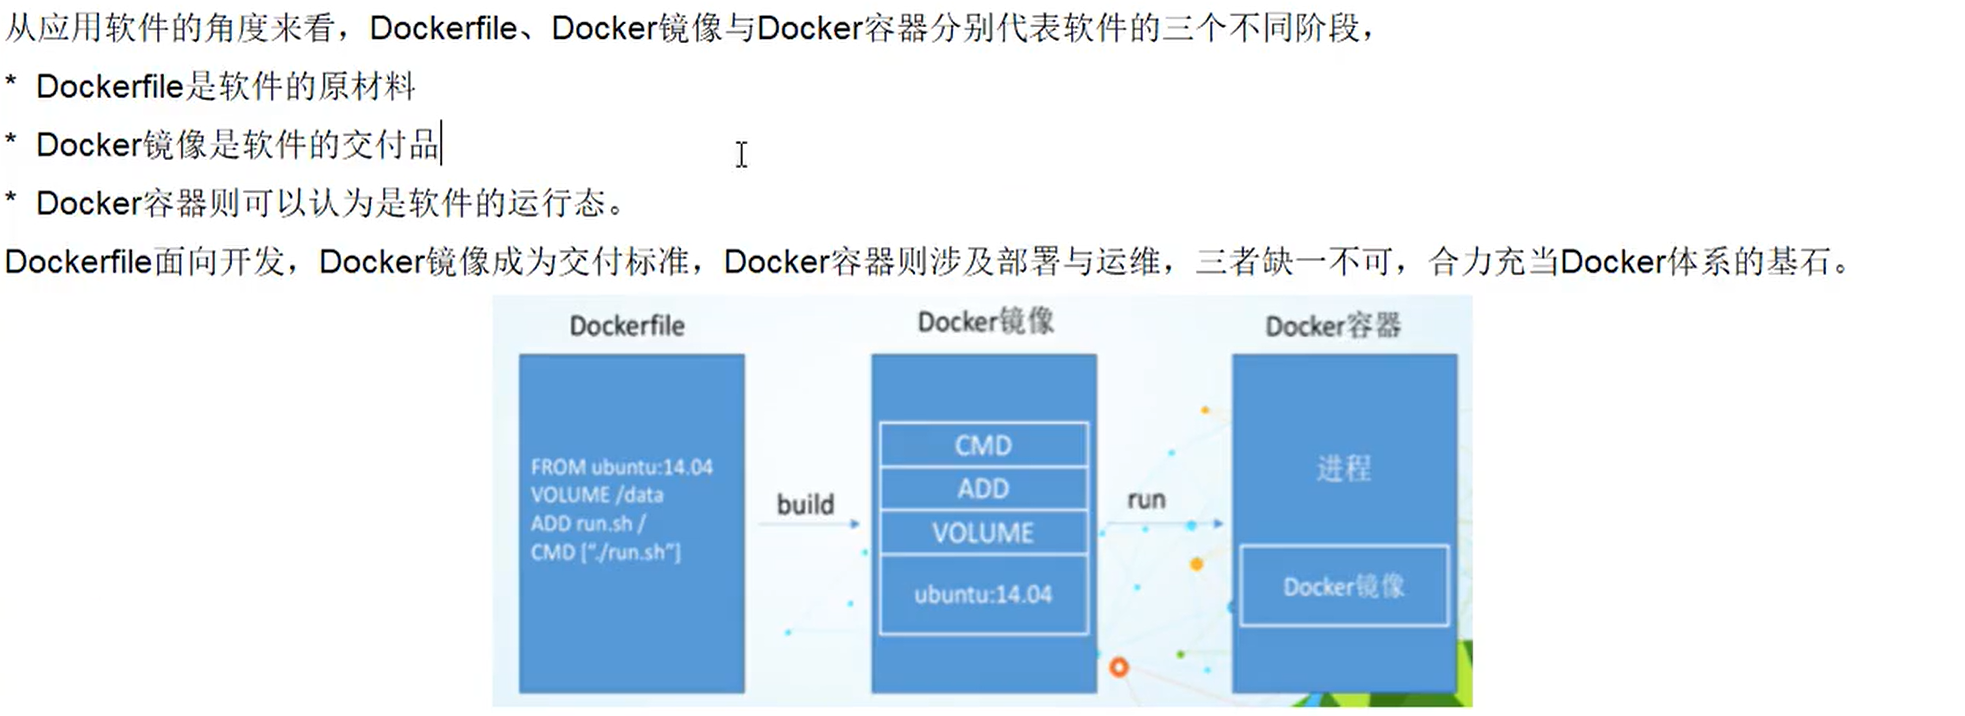 从应用软件的角度来看，Dockerfile、Docker镜像与Docker容器分别代表软件的三个不同阶段，
* Dockerfile是软件的原材料
* Docker镜像是软件的交付品
* Docker容器则可以认为是软件的运行态。
Dockerfile面向开发，Docker镜像成为交付标准，Docker容器则涉及部署与运维，三者缺一不可，合力充当Docker体系的基石。
Dockerfile
FROM ubuntu:14.04
VOLUME /data
ADD run.sh /
CMD [“./run.sh”]
build
Docker镜像
CMD
ADD
VOLUME
ubuntu:14.04
run
Docker容器
进程
Docker镜像